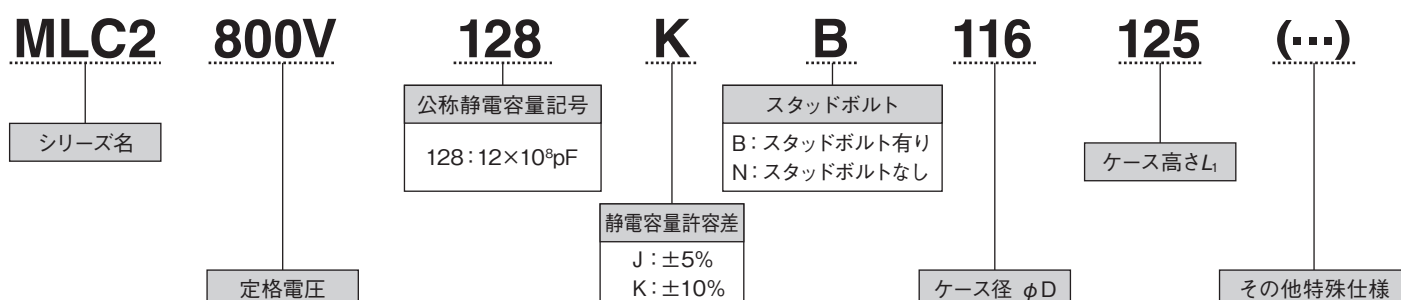 MLC2 800V 128 K B 116 125 (…)
公称静電容量記号
スタッドボルト
シリーズ名
128：12×10⁸pF
B：スタッドボルト有り
N：スタッドボルトなし
ケース高さL₁
静電容量許容差
J：±5%
K：±10%
定格電圧
ケース径 φD
その他特殊仕様